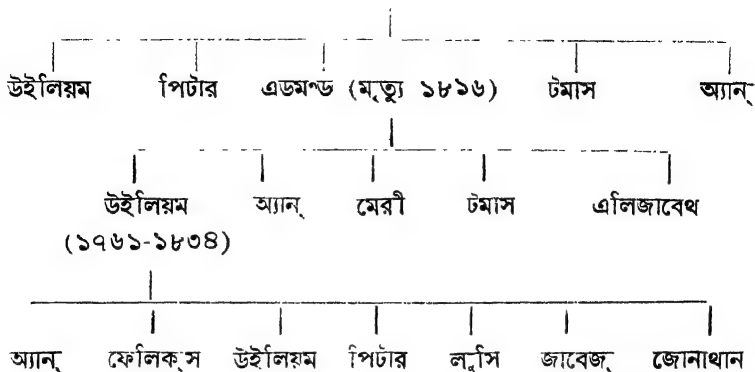 উইলিয়ম পিটার এডমন্ড (মৃত্যু ১৮১৬) টমাস অ্যান্
উইলিয়ম অ্যান্ মেরী টমাস এলিজাবেথ
(১৭৬১-১৮৩৪)
অ্যান্ ফেলিক্স উইলিয়ম পিটার লুসি জাবেজ্ জোনাথান